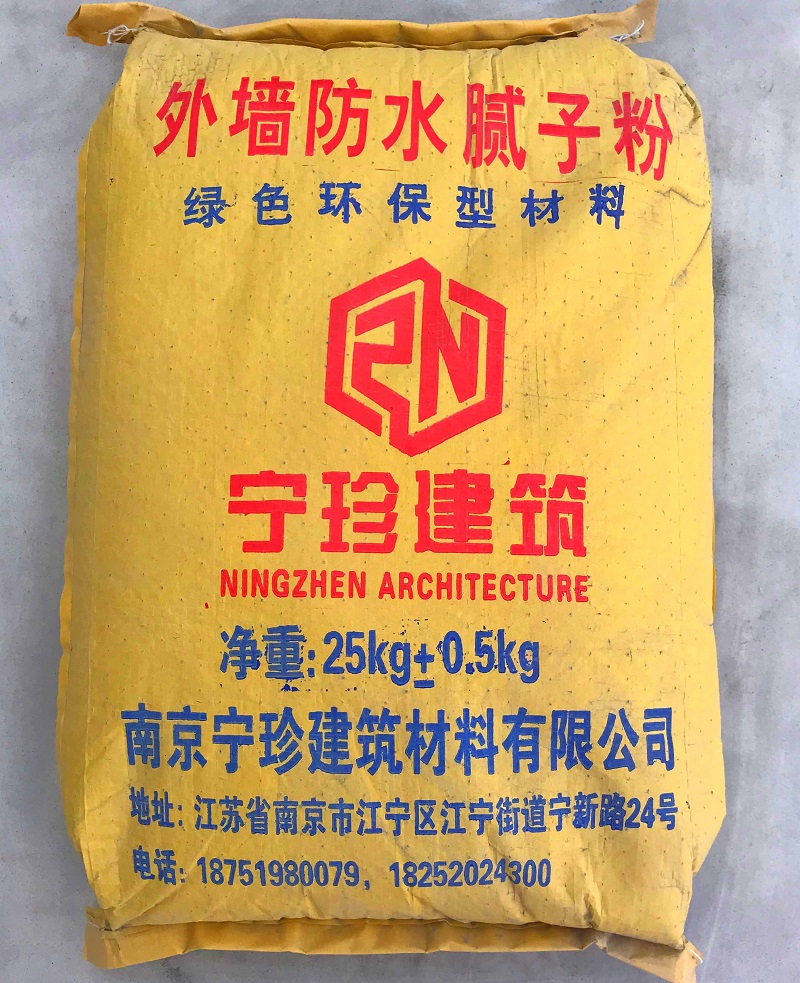 外墙防水腻子粉
绿色环保型材料
宁珍建筑
NINGZHEN ARCHITECTURE
净重:25kg±0.5kg
南京宁珍建筑材料有限公司
地址:江苏省南京市江宁区江宁街道宁新路24号
电话:18751980079,18252024300